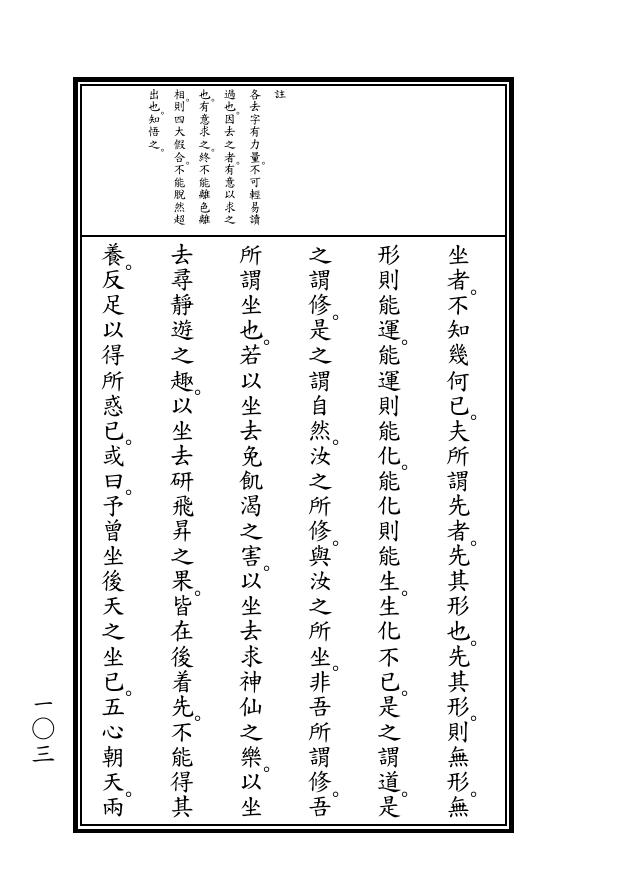 註
各去字有力量。不可輕易讀
過也。因去之者。有意以求之
也。有意求之。終不能離色離
相。則四大假合。不能脫然超
出也。知悟之。
坐者。不知幾何已。夫所謂先者。先其形也。先其形。則無形。無
形則能運。能運則能化。能化則能生。生化不已。是之謂道。是
之謂修。是之謂自然。汝之所修。與汝之所坐。非吾所謂修。吾
所謂坐也。若以坐去免飢渴之害。以坐去求神仙之樂。以坐
去尋靜遊之趣。以坐去研飛昇之果。皆在後着先。不能得其
養。反足以得所惑已。或曰。予曾坐後天之坐已。五心朝天。兩
一〇三